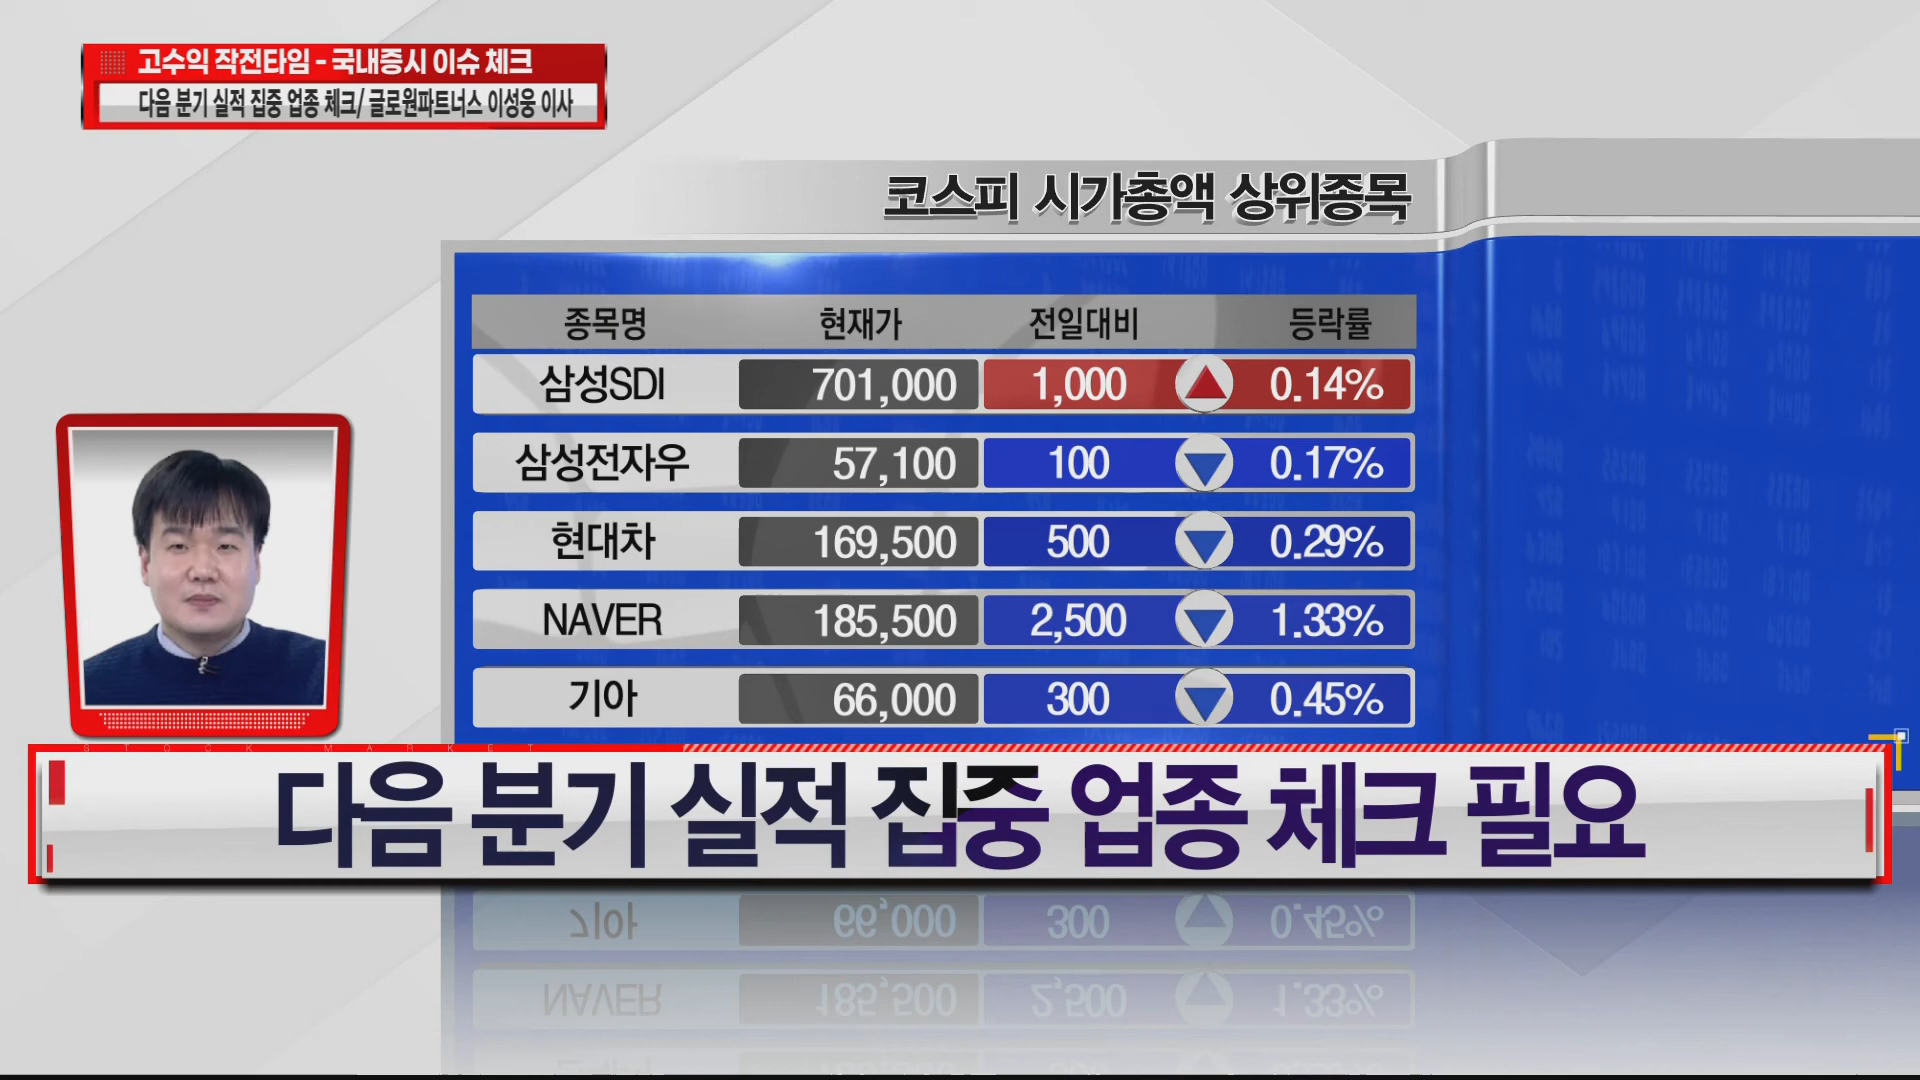 고수익 작전타임 - 국내증시 이슈 체크
다음 분기 실적 집중 업종 체크/ 글로원파트너스 이성웅 이사
코스피 시가총액 상위종목
종목명 현재가 전일대비 등락률
삼성SDI 701,000 1,000 ▲ 0.14%
삼성전자우 57,100 100 ▼ 0.17%
현대차 169,500 500 ▼ 0.29%
NAVER 185,500 2,500 ▼ 1.33%
기아 66,000 300 ▼ 0.45%
STOCK MARKET
다음 분기 실적 집중 업종 체크 필요